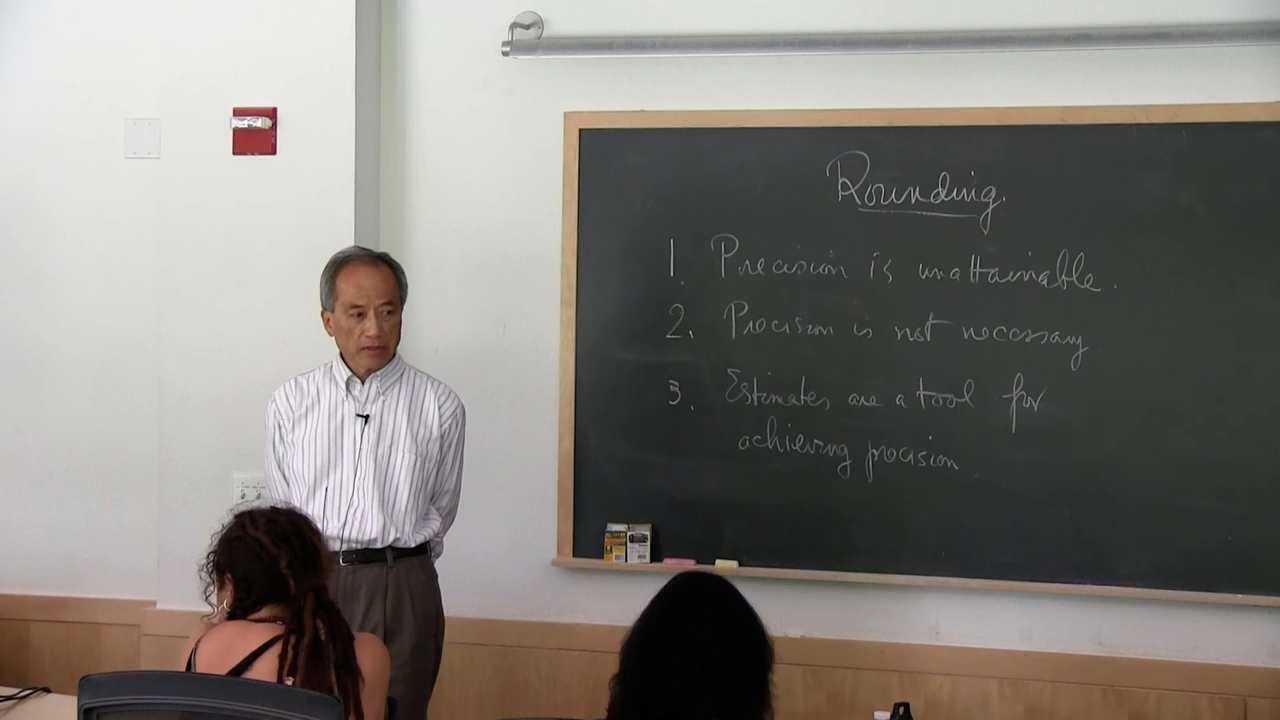 Rounding.
1. Precision is unattainable.
2. Precision is not necessary
3. Estimates are a tool for
achieving precision.